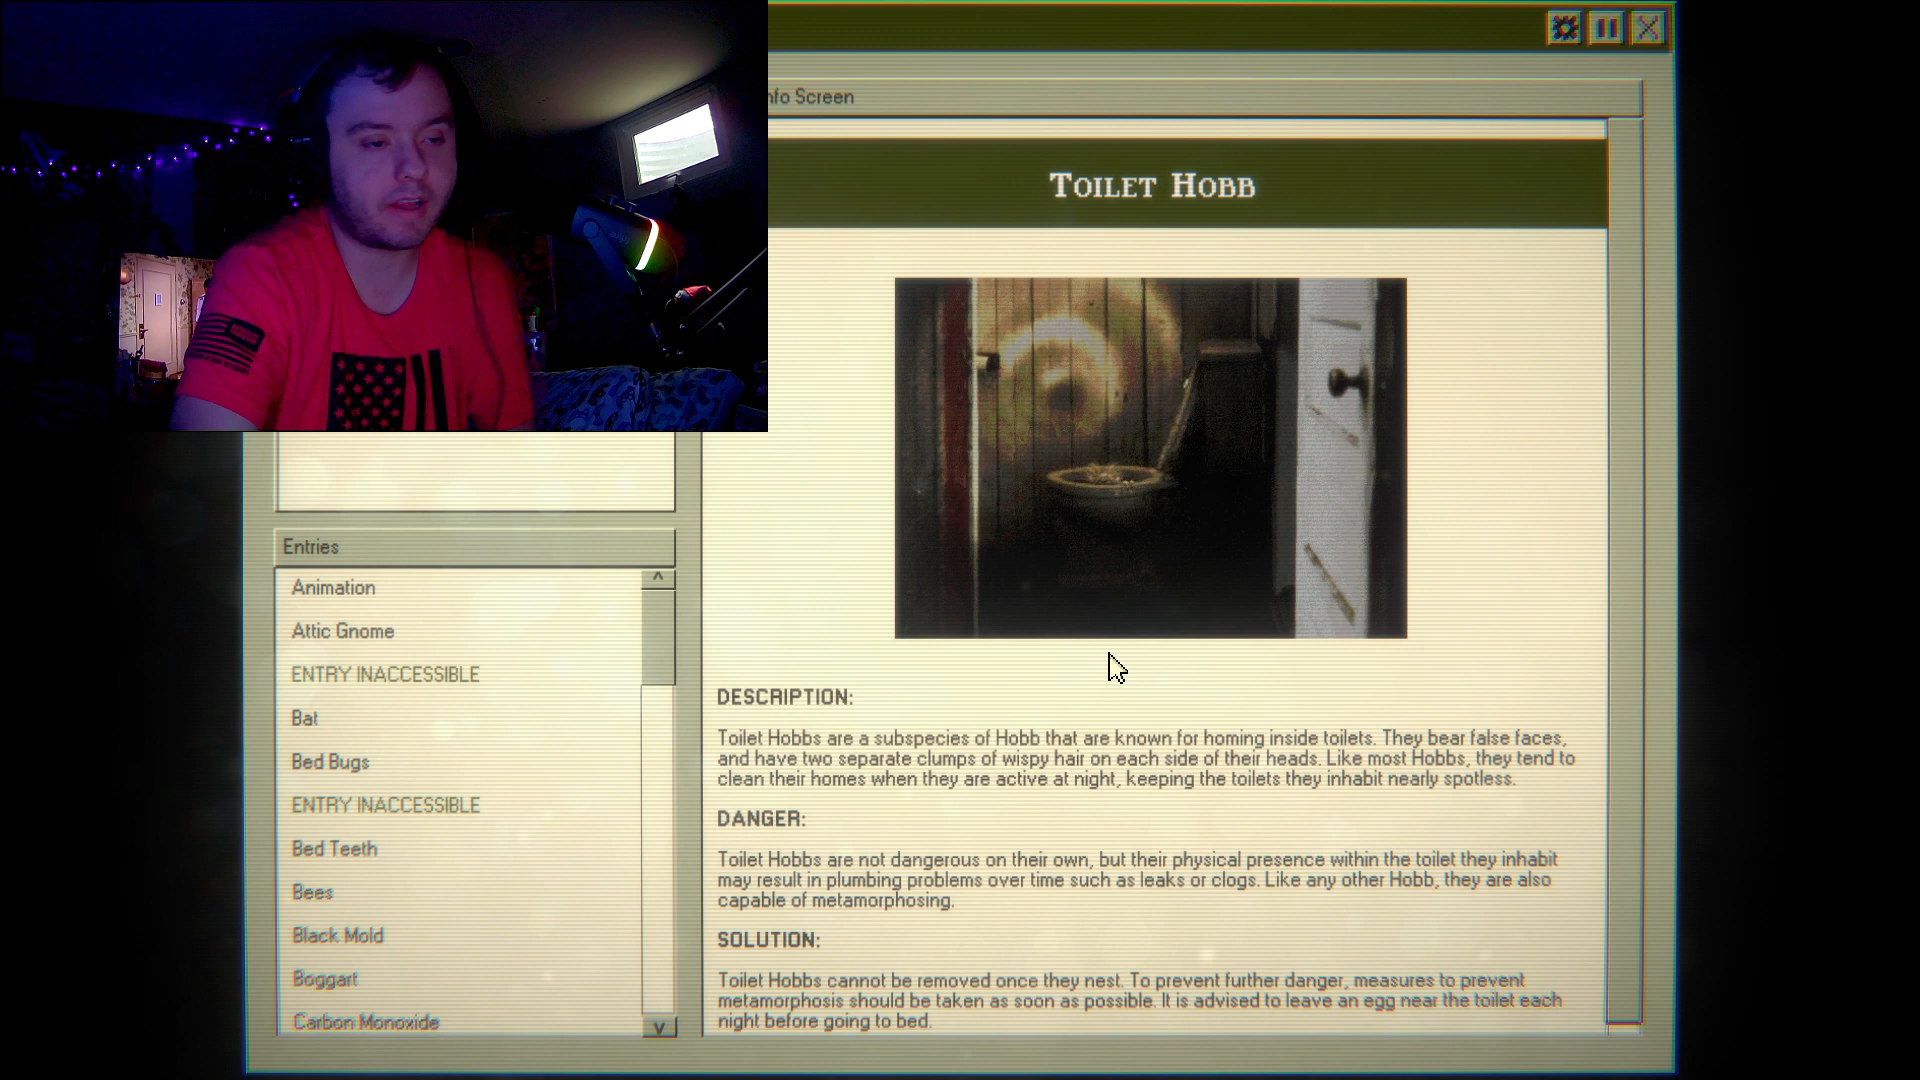 nfo Screen
Toilet Hobb
Entries
Animation
Attic Gnome
ENTRY INACCESSIBLE
Bat
Bed Bugs
ENTRY INACCESSIBLE
Bed Teeth
Bees
Black Mold
Boggart
Carbon Monoxide
DESCRIPTION:
Toilet Hobbs are a subspecies of Hobb that are known for homing inside toilets. They bear false faces,
and have two separate clumps of wispy hair on each side of their heads. Like most Hobbs, they tend to
clean their homes when they are active at night, keeping the toilets they inhabit nearly spotless.
DANGER:
Toilet Hobbs are not dangerous on their own, but their physical presence within the toilet they inhabit
may result in plumbing problems over time such as leaks or clogs. Like any other Hobb, they are also
capable of metamorphosing.
SOLUTION:
Toilet Hobbs cannot be removed once they nest. To prevent further danger, measures to prevent
metamorphosis should be taken as soon as possible. It is advised to leave an egg near the toilet each
night before going to bed.